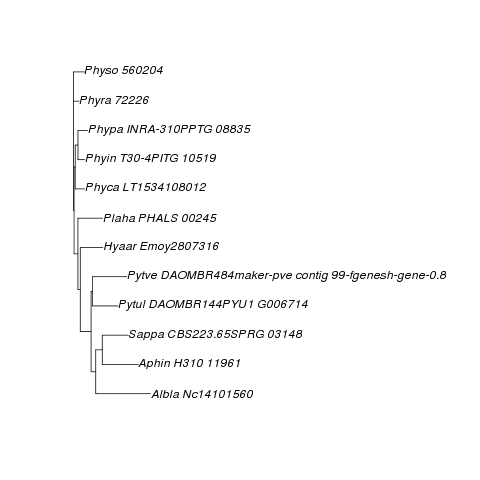 Physo 560204
Phyra 72226
Phypa INRA-310PPTG 08835
Phyin T30-4PITG 10519
Phyca LT1534108012
Plaha PHALS 00245
Hyaar Emoy2807316
Pytve DAOMBR484maker-pve contig 99-fgenesh-gene-0.8
Pytul DAOMBR144PYU1 G006714
Sappa CBS223.65SPRG 03148
Aphin H310 11961
Albla Nc14101560